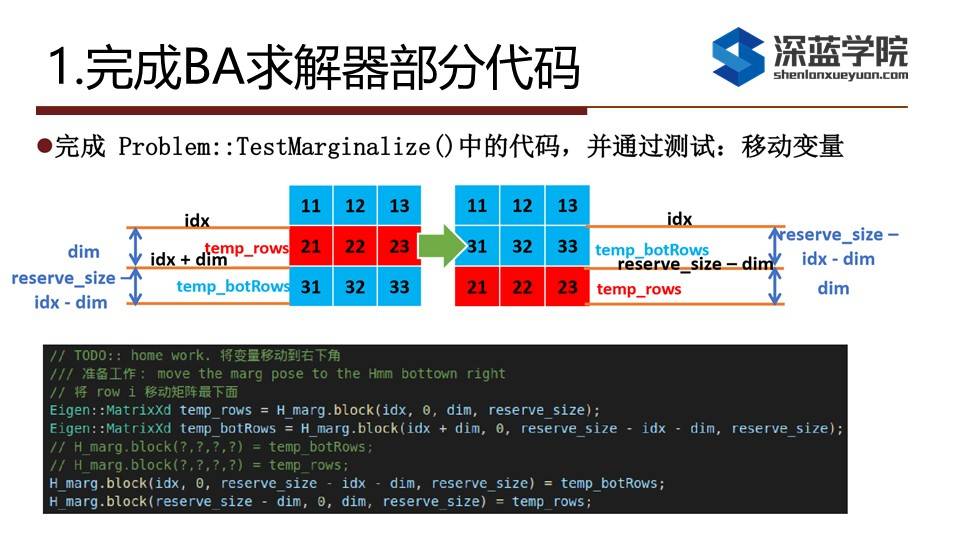 1.完成BA求解器部分代码
深蓝学院
shenlanxueyuan.com
●完成 Problem::TestMarginalize()中的代码，并通过测试：移动变量
11 12 13
21 22 23
31 32 33
idx
temp_rows
dim
idx + dim
reserve_size –
idx - dim
temp_botRows
11 12 13
31 32 33
21 22 23
idx
temp_botRows
reserve_size – dim
temp_rows
reserve_size –
idx - dim
dim
// TODO:: home work. 将变量移动到右下角
/// 准备工作： move the marg pose to the Hmm bottown right
// 将 row i 移动矩阵最下面
Eigen::MatrixXd temp_rows = H_marg.block(idx, 0, dim, reserve_size);
Eigen::MatrixXd temp_botRows = H_marg.block(idx + dim, 0, reserve_size - idx - dim, reserve_size);
// H_marg.block(?,?,?,?) = temp_botRows;
// H_marg.block(?,?,?,?) = temp_rows;
H_marg.block(idx, 0, reserve_size - idx - dim, reserve_size) = temp_botRows;
H_marg.block(reserve_size - dim, 0, dim, reserve_size) = temp_rows;